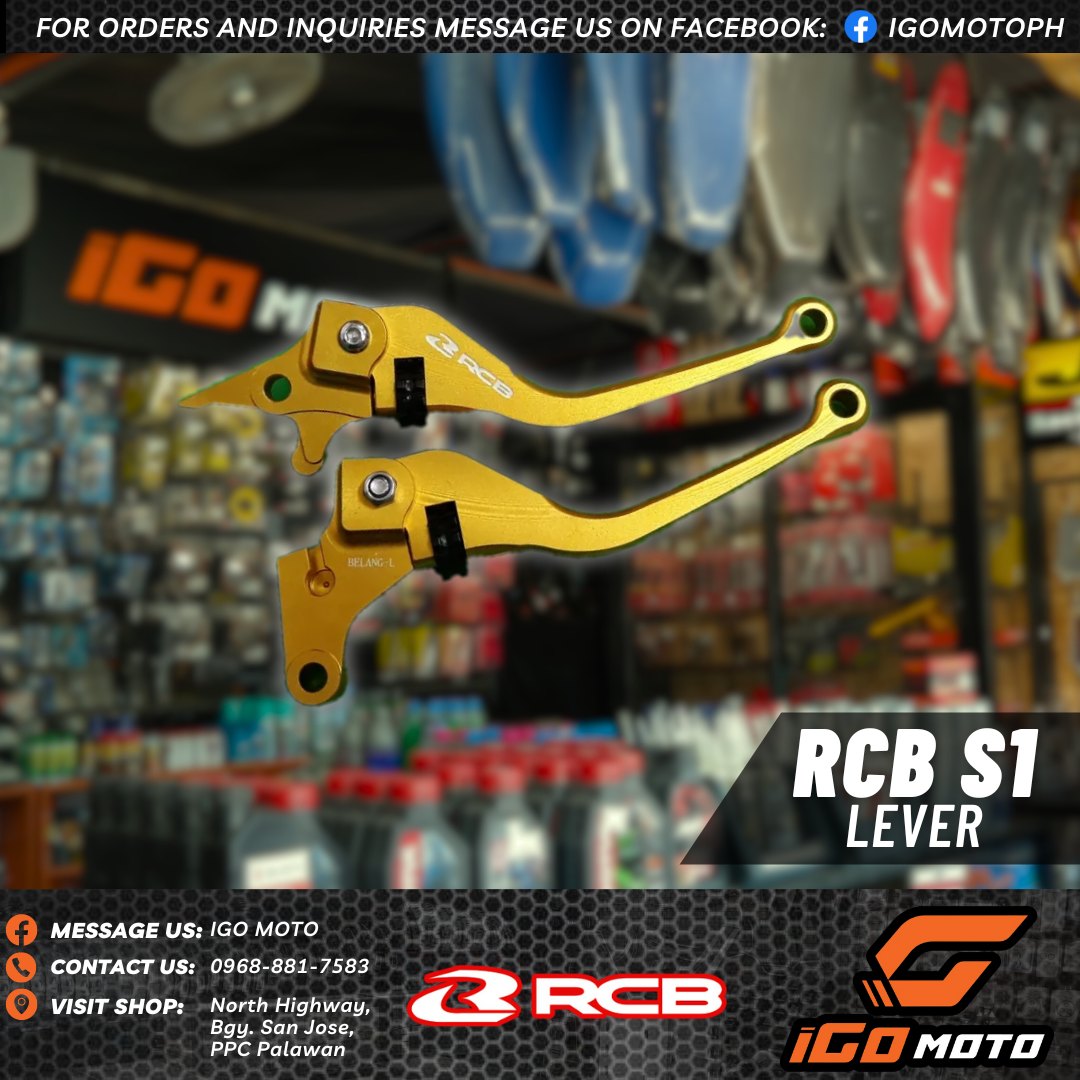 FOR ORDERS AND INQUIRIES MESSAGE US ON FACEBOOK: IGOMOTOPH
iGO MO
RCB
BELANG-L
RCB S1
LEVER
MESSAGE US: IGO MOTO
CONTACT US: 0968-881-7583
VISIT SHOP: North Highway,
Bgy. San Jose,
PPC Palawan
RCB
iGO MOTO